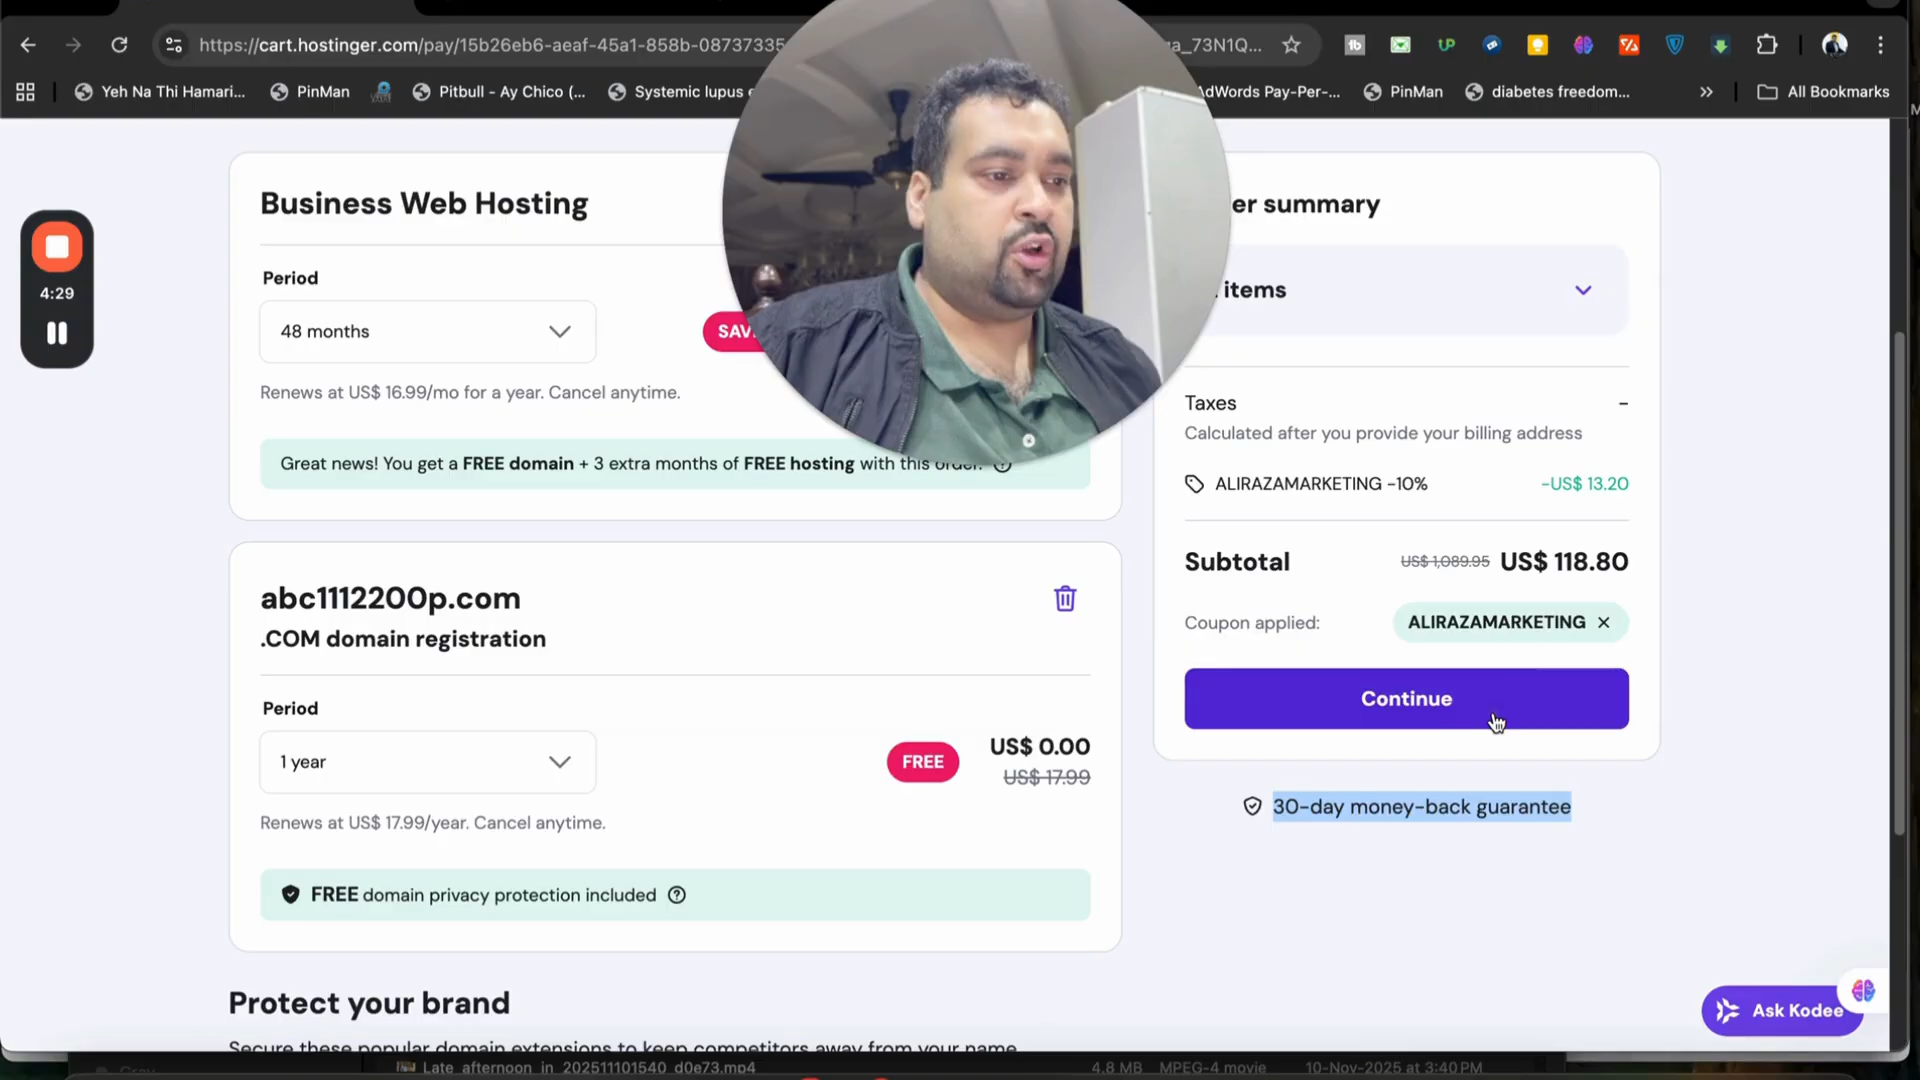 https://cart.hostinger.com/pay/15b26eb6-aeaf-45a1-858b-08737335
ga_73N1Q...
Yeh Na Thi Hamari...
PinMan
Pitbull - Ay Chico (...
Systemic lupus e
AdWords Pay-Per-...
PinMan
diabetes freedom...
All Bookmarks
4:29
Business Web Hosting
Period
48 months
SAV
Renews at US$ 16.99/mo for a year. Cancel anytime.
Great news! You get a FREE domain + 3 extra months of FREE hosting with this order.
abc1112200p.com
.COM domain registration
Period
1 year
FREE
US$ 0.00
US$ 17.99
Renews at US$ 17.99/year. Cancel anytime.
FREE domain privacy protection included
Protect your brand
Secure these popular domain extensions to keep competitors away from your name
er summary
items
Taxes
–
Calculated after you provide your billing address
ALIRAZAMARKETING -10%
-US$ 13.20
Subtotal
US$ 1,089.95
US$ 118.80
Coupon applied:
ALIRAZAMARKETING
Continue
30-day money-back guarantee
Ask Kodee
Late_afternoon_in_202511101540_d0e73.mp4
4.8 MB
MPEG-4 movie
10-Nov-2025 at 3:40 PM